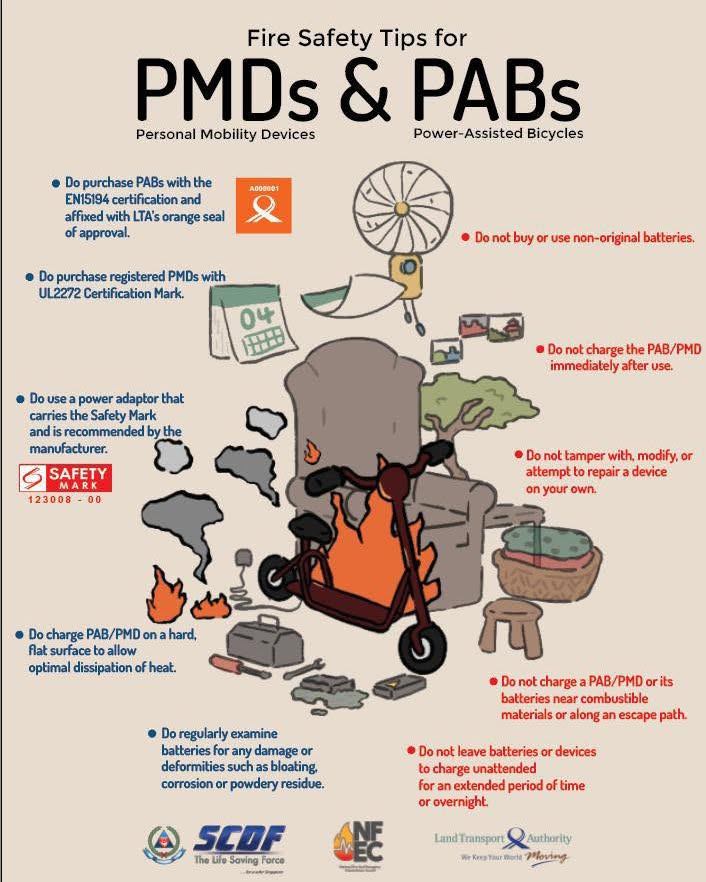 Fire Safety Tips for
PMDs & PABs
Personal Mobility Devices
Power-Assisted Bicycles
Do purchase PABs with the
EN15194 certification and
affixed with LTA's orange seal
of approval.
A000001
Do not buy or use non-original batteries.
Do purchase registered PMDs with
UL2272 Certification Mark.
04
Do not charge the PAB/PMD
immediately after use.
Do use a power adaptor that
carries the Safety Mark
and is recommended by the
manufacturer.
SAFETY
MARK
123008 - 00
Do not tamper with, modify, or
attempt to repair a device
on your own.
Do charge PAB/PMD on a hard,
flat surface to allow
optimal dissipation of heat.
Do not charge a PAB/PMD or its
batteries near combustible
materials or along an escape path.
Do regularly examine
batteries for any damage or
deformities such as bloating,
corrosion or powdery residue.
Do not leave batteries or devices
to charge unattended
for an extended period of time
or overnight.
SCDF
The Life Saving Force
...for a safer Singapore
NF
EC
Land Transport Authority
We Keep Your World Moving